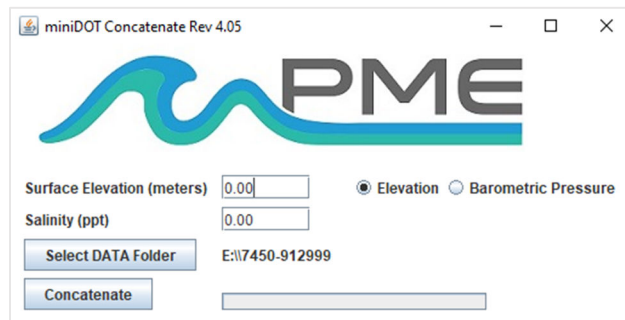 miniDOT Concatenate Rev 4.05
PME
Surface Elevation (meters) 0.00 Elevation Barometric Pressure
Salinity (ppt) 0.00
Select DATA Folder E:\\7450-912999
Concatenate